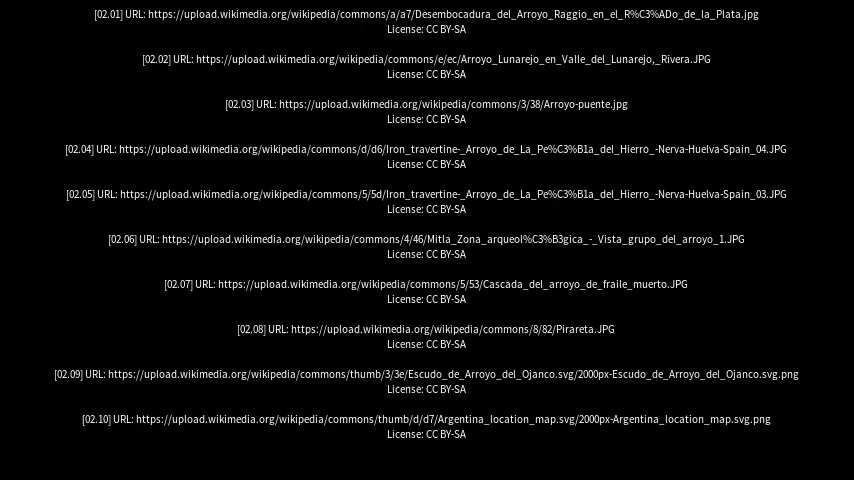 [02.01] URL: https://upload.wikimedia.org/wikipedia/commons/a/a7/Desembocadura_del_Arroyo_Raggio_en_el_R%C3%ADo_de_la_Plata.jpg
License: CC BY-SA
[02.02] URL: https://upload.wikimedia.org/wikipedia/commons/e/ec/Arroyo_Lunarejo_en_Valle_del_Lunarejo,_Rivera.JPG
License: CC BY-SA
[02.03] URL: https://upload.wikimedia.org/wikipedia/commons/3/38/Arroyo-puente.jpg
License: CC BY-SA
[02.04] URL: https://upload.wikimedia.org/wikipedia/commons/d/d6/Iron_travertine-_Arroyo_de_La_Pe%C3%B1a_del_Hierro_-Nerva-Huelva-Spain_04.JPG
License: CC BY-SA
[02.05] URL: https://upload.wikimedia.org/wikipedia/commons/5/5d/Iron_travertine-_Arroyo_de_La_Pe%C3%B1a_del_Hierro_-Nerva-Huelva-Spain_03.JPG
License: CC BY-SA
[02.06] URL: https://upload.wikimedia.org/wikipedia/commons/4/46/Mitla_Zona_arqueol%C3%B3gica_-_Vista_grupo_del_arroyo_1.JPG
License: CC BY-SA
[02.07] URL: https://upload.wikimedia.org/wikipedia/commons/5/53/Cascada_del_arroyo_de_fraile_muerto.JPG
License: CC BY-SA
[02.08] URL: https://upload.wikimedia.org/wikipedia/commons/8/82/Pirareta.JPG
License: CC BY-SA
[02.09] URL: https://upload.wikimedia.org/wikipedia/commons/thumb/3/3e/Escudo_de_Arroyo_del_Ojanco.svg/2000px-Escudo_de_Arroyo_del_Ojanco.svg.png
License: CC BY-SA
[02.10] URL: https://upload.wikimedia.org/wikipedia/commons/thumb/d/d7/Argentina_location_map.svg/2000px-Argentina_location_map.svg.png
License: CC BY-SA